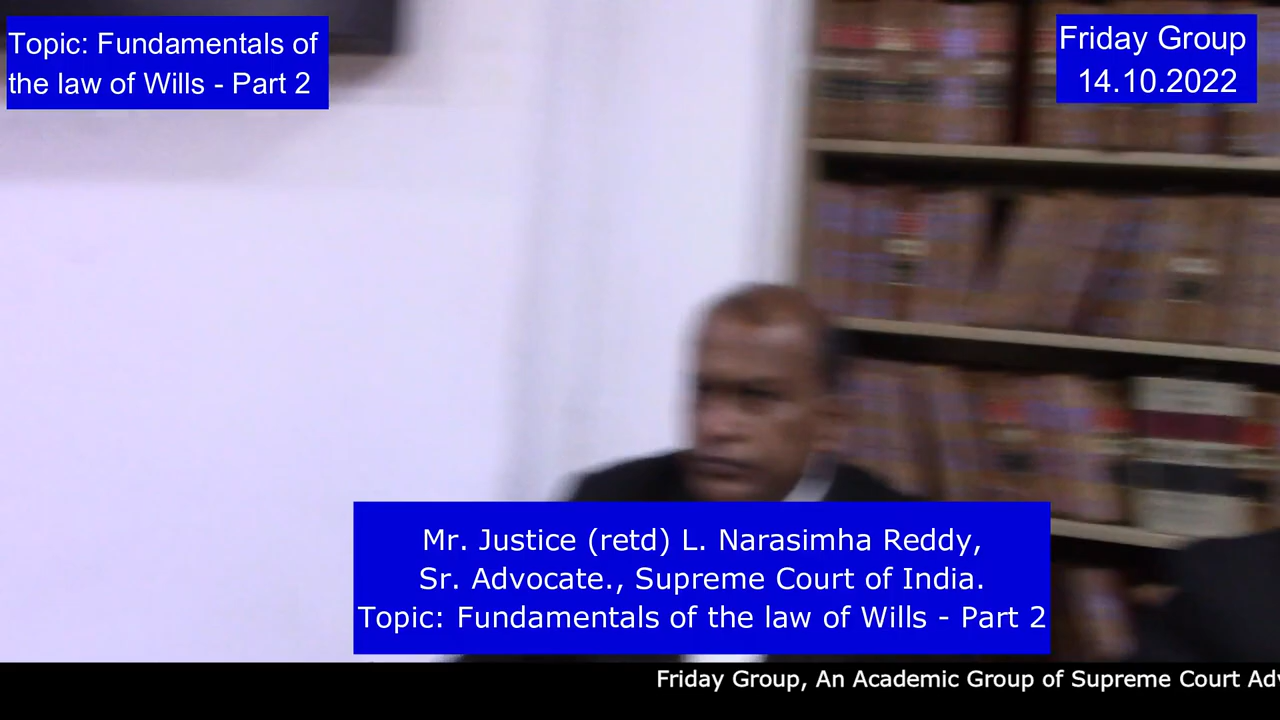 Topic: Fundamentals of
the law of Wills - Part 2
Friday Group
14.10.2022
Mr. Justice (retd) L. Narasimha Reddy,
Sr. Advocate., Supreme Court of India.
Topic: Fundamentals of the law of Wills - Part 2
Friday Group, An Academic Group of Supreme Court